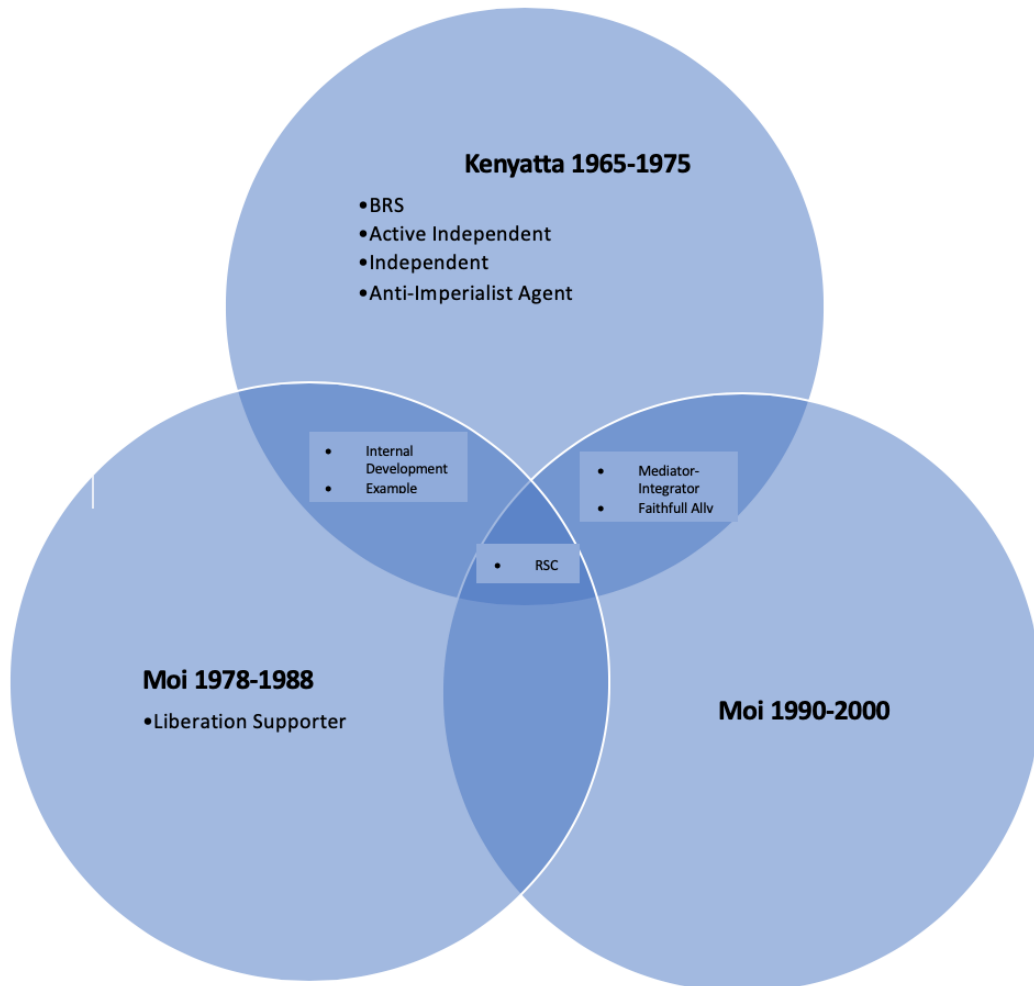 Kenyatta 1965-1975
•BRS
•Active Independent
•Independent
•Anti-Imperialist Agent
• Internal
Development
• Example
• Mediator-
Integrator
• Faithfull Ally
• RSC
Moi 1978-1988
•Liberation Supporter
Moi 1990-2000